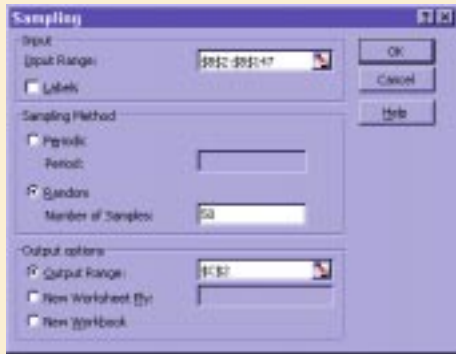 Sampling
Input
Input Range: $B$2:$B$147
Labels
OK
Cancel
Help
Sampling Method
Periodic
Period:
Random
Number of Samples: 50
Output options
Output Range: $C$2
New Worksheet Ply:
New Workbook